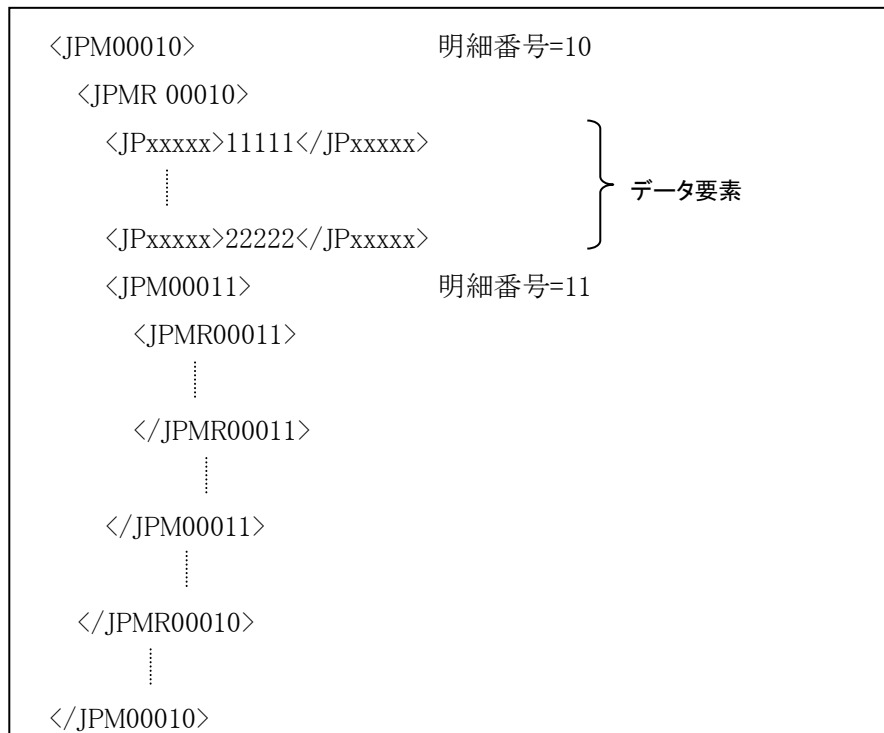 <JPM00010> 明細番号=10
<JPMR 00010>
<JPxxxxx>11111</JPxxxxx>
データ要素
<JPxxxxx>22222</JPxxxxx>
<JPM00011> 明細番号=11
<JPMR00011>
</JPMR00011>
</JPM00011>
</JPMR00010>
</JPM00010>